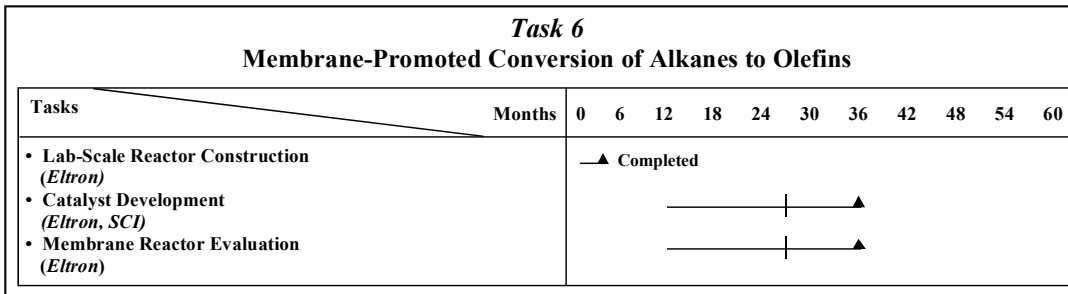 Task 6
Membrane-Promoted Conversion of Alkanes to Olefins
Tasks Months 0 6 12 18 24 30 36 42 48 54 60
• Lab-Scale Reactor Construction
(Eltron)
Completed
• Catalyst Development
(Eltron, SCI)
• Membrane Reactor Evaluation
(Eltron)